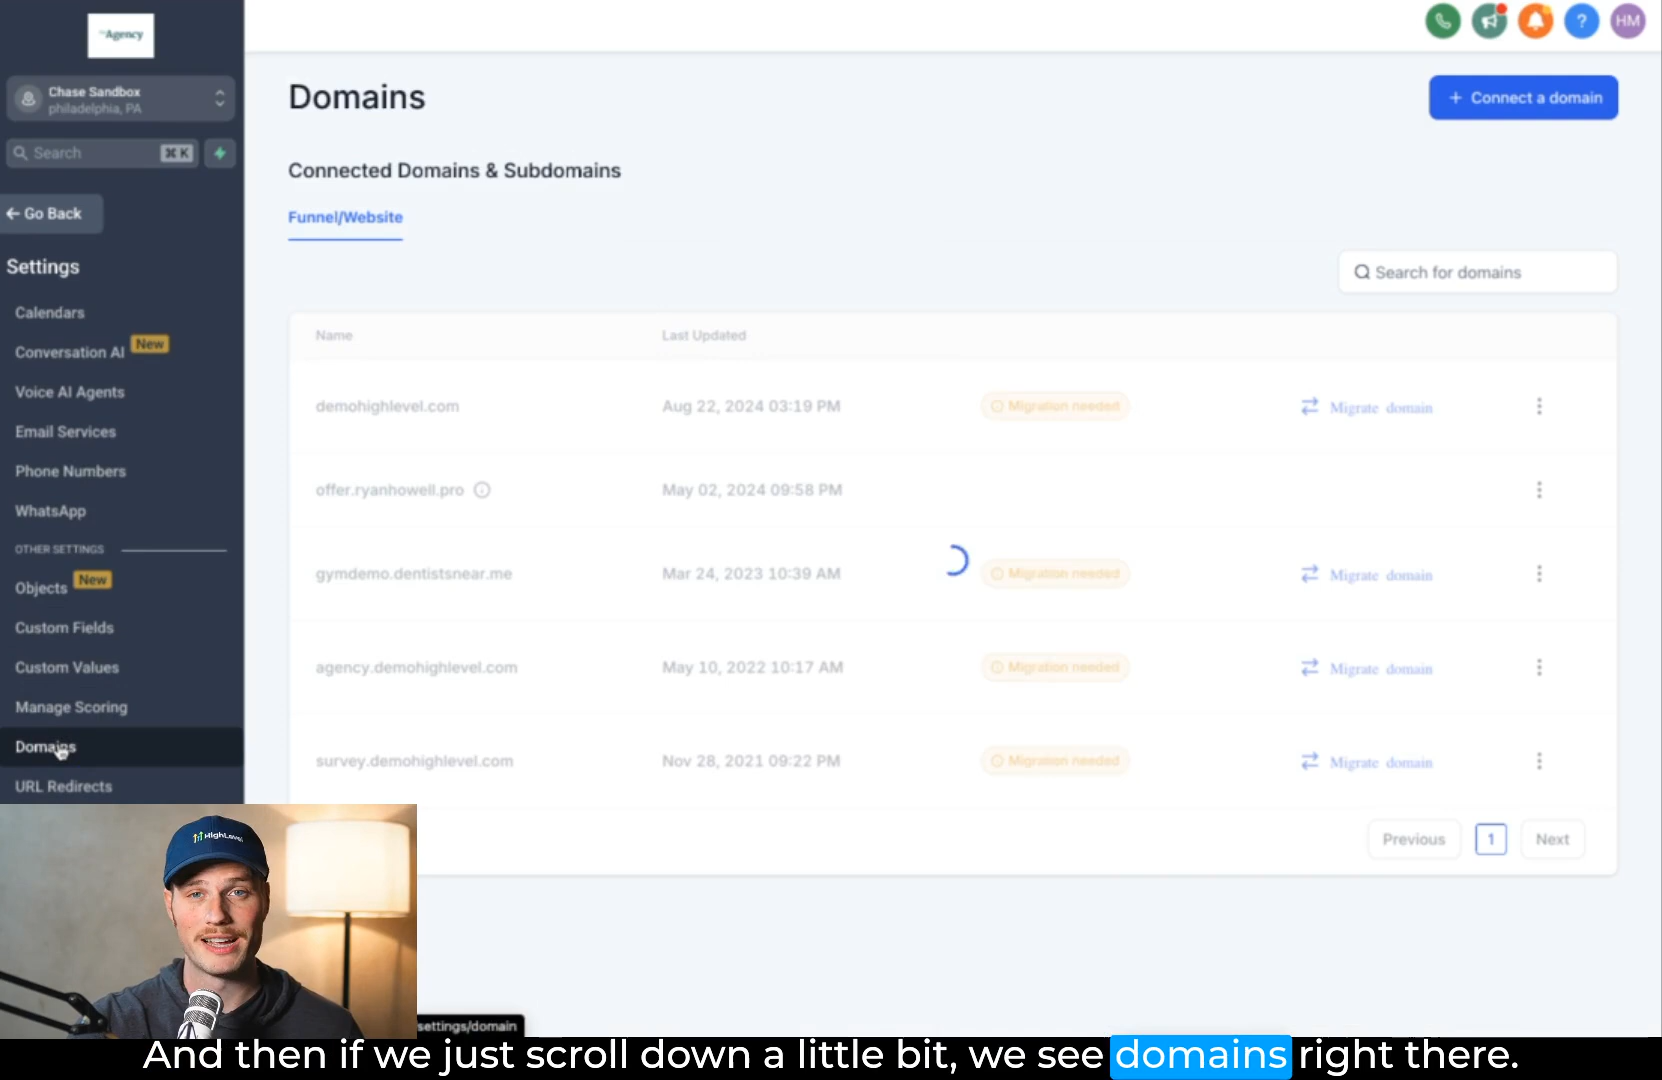 Agency
Chase Sandbox
philadelphia, PA
Search
⌘ K
← Go Back
Settings
Calendars
Conversation AI New
Voice AI Agents
Email Services
Phone Numbers
WhatsApp
OTHER SETTINGS
Objects New
Custom Fields
Custom Values
Manage Scoring
Domains
URL Redirects
? HM
Domains
+ Connect a domain
Connected Domains & Subdomains
Funnel/Website
Search for domains
Name Last Updated
demohighlevel.com Aug 22, 2024 03:19 PM Migration needed Migrate domain
offer.ryanhowell.pro May 02, 2024 09:58 PM
gymdemo.dentistsnear.me Mar 24, 2023 10:39 AM Migration needed Migrate domain
agency.demohighlevel.com May 10, 2022 10:17 AM Migration needed Migrate domain
survey.demohighlevel.com Nov 28, 2021 09:22 PM Migration needed Migrate domain
Previous 1 Next
HighLevel
settings/domain
And then if we just scroll down a little bit, we see domains right there.